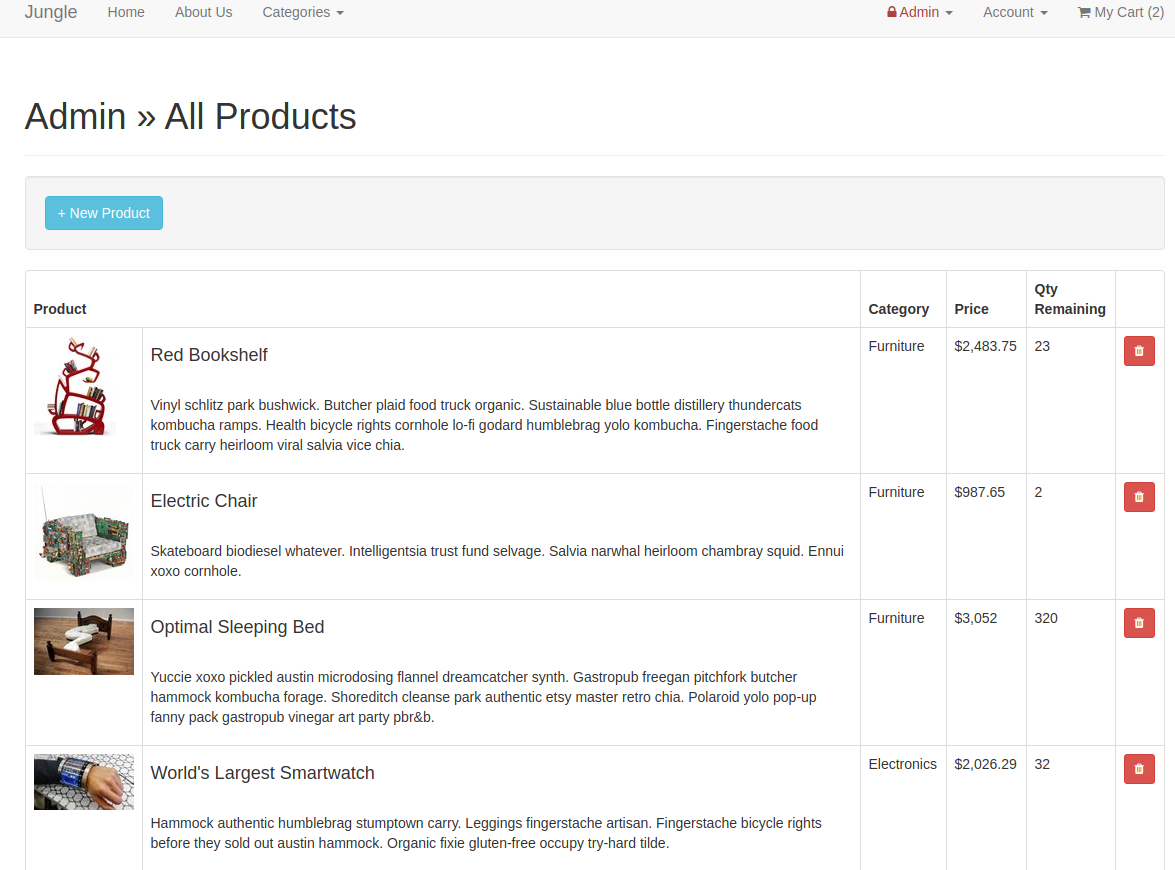 Jungle Home About Us Categories Admin Account My Cart (2)
Admin » All Products
+ New Product
Product Category Price Qty Remaining
Red Bookshelf Furniture $2,483.75 23
Vinyl schlitz park bushwick. Butcher plaid food truck organic. Sustainable blue bottle distillery thundercats
kombucha ramps. Health bicycle rights cornhole lo-fi godard humblebrag yolo kombucha. Fingerstache food
truck carry heirloom viral salvia vice chia.
Electric Chair Furniture $987.65 2
Skateboard biodiesel whatever. Intelligentsia trust fund selvage. Salvia narwhal heirloom chambray squid. Ennui
xoxo cornhole.
Optimal Sleeping Bed Furniture $3,052 320
Yuccie xoxo pickled austin microdosing flannel dreamcatcher synth. Gastropub freegan pitchfork butcher
hammock kombucha forage. Shoreditch cleanse park authentic etsy master retro chia. Polaroid yolo pop-up
fanny pack gastropub vinegar art party pbr&b.
World's Largest Smartwatch Electronics $2,026.29 32
Hammock authentic humblebrag stumptown carry. Leggings fingerstache artisan. Fingerstache bicycle rights
before they sold out austin hammock. Organic fixie gluten-free occupy try-hard tilde.